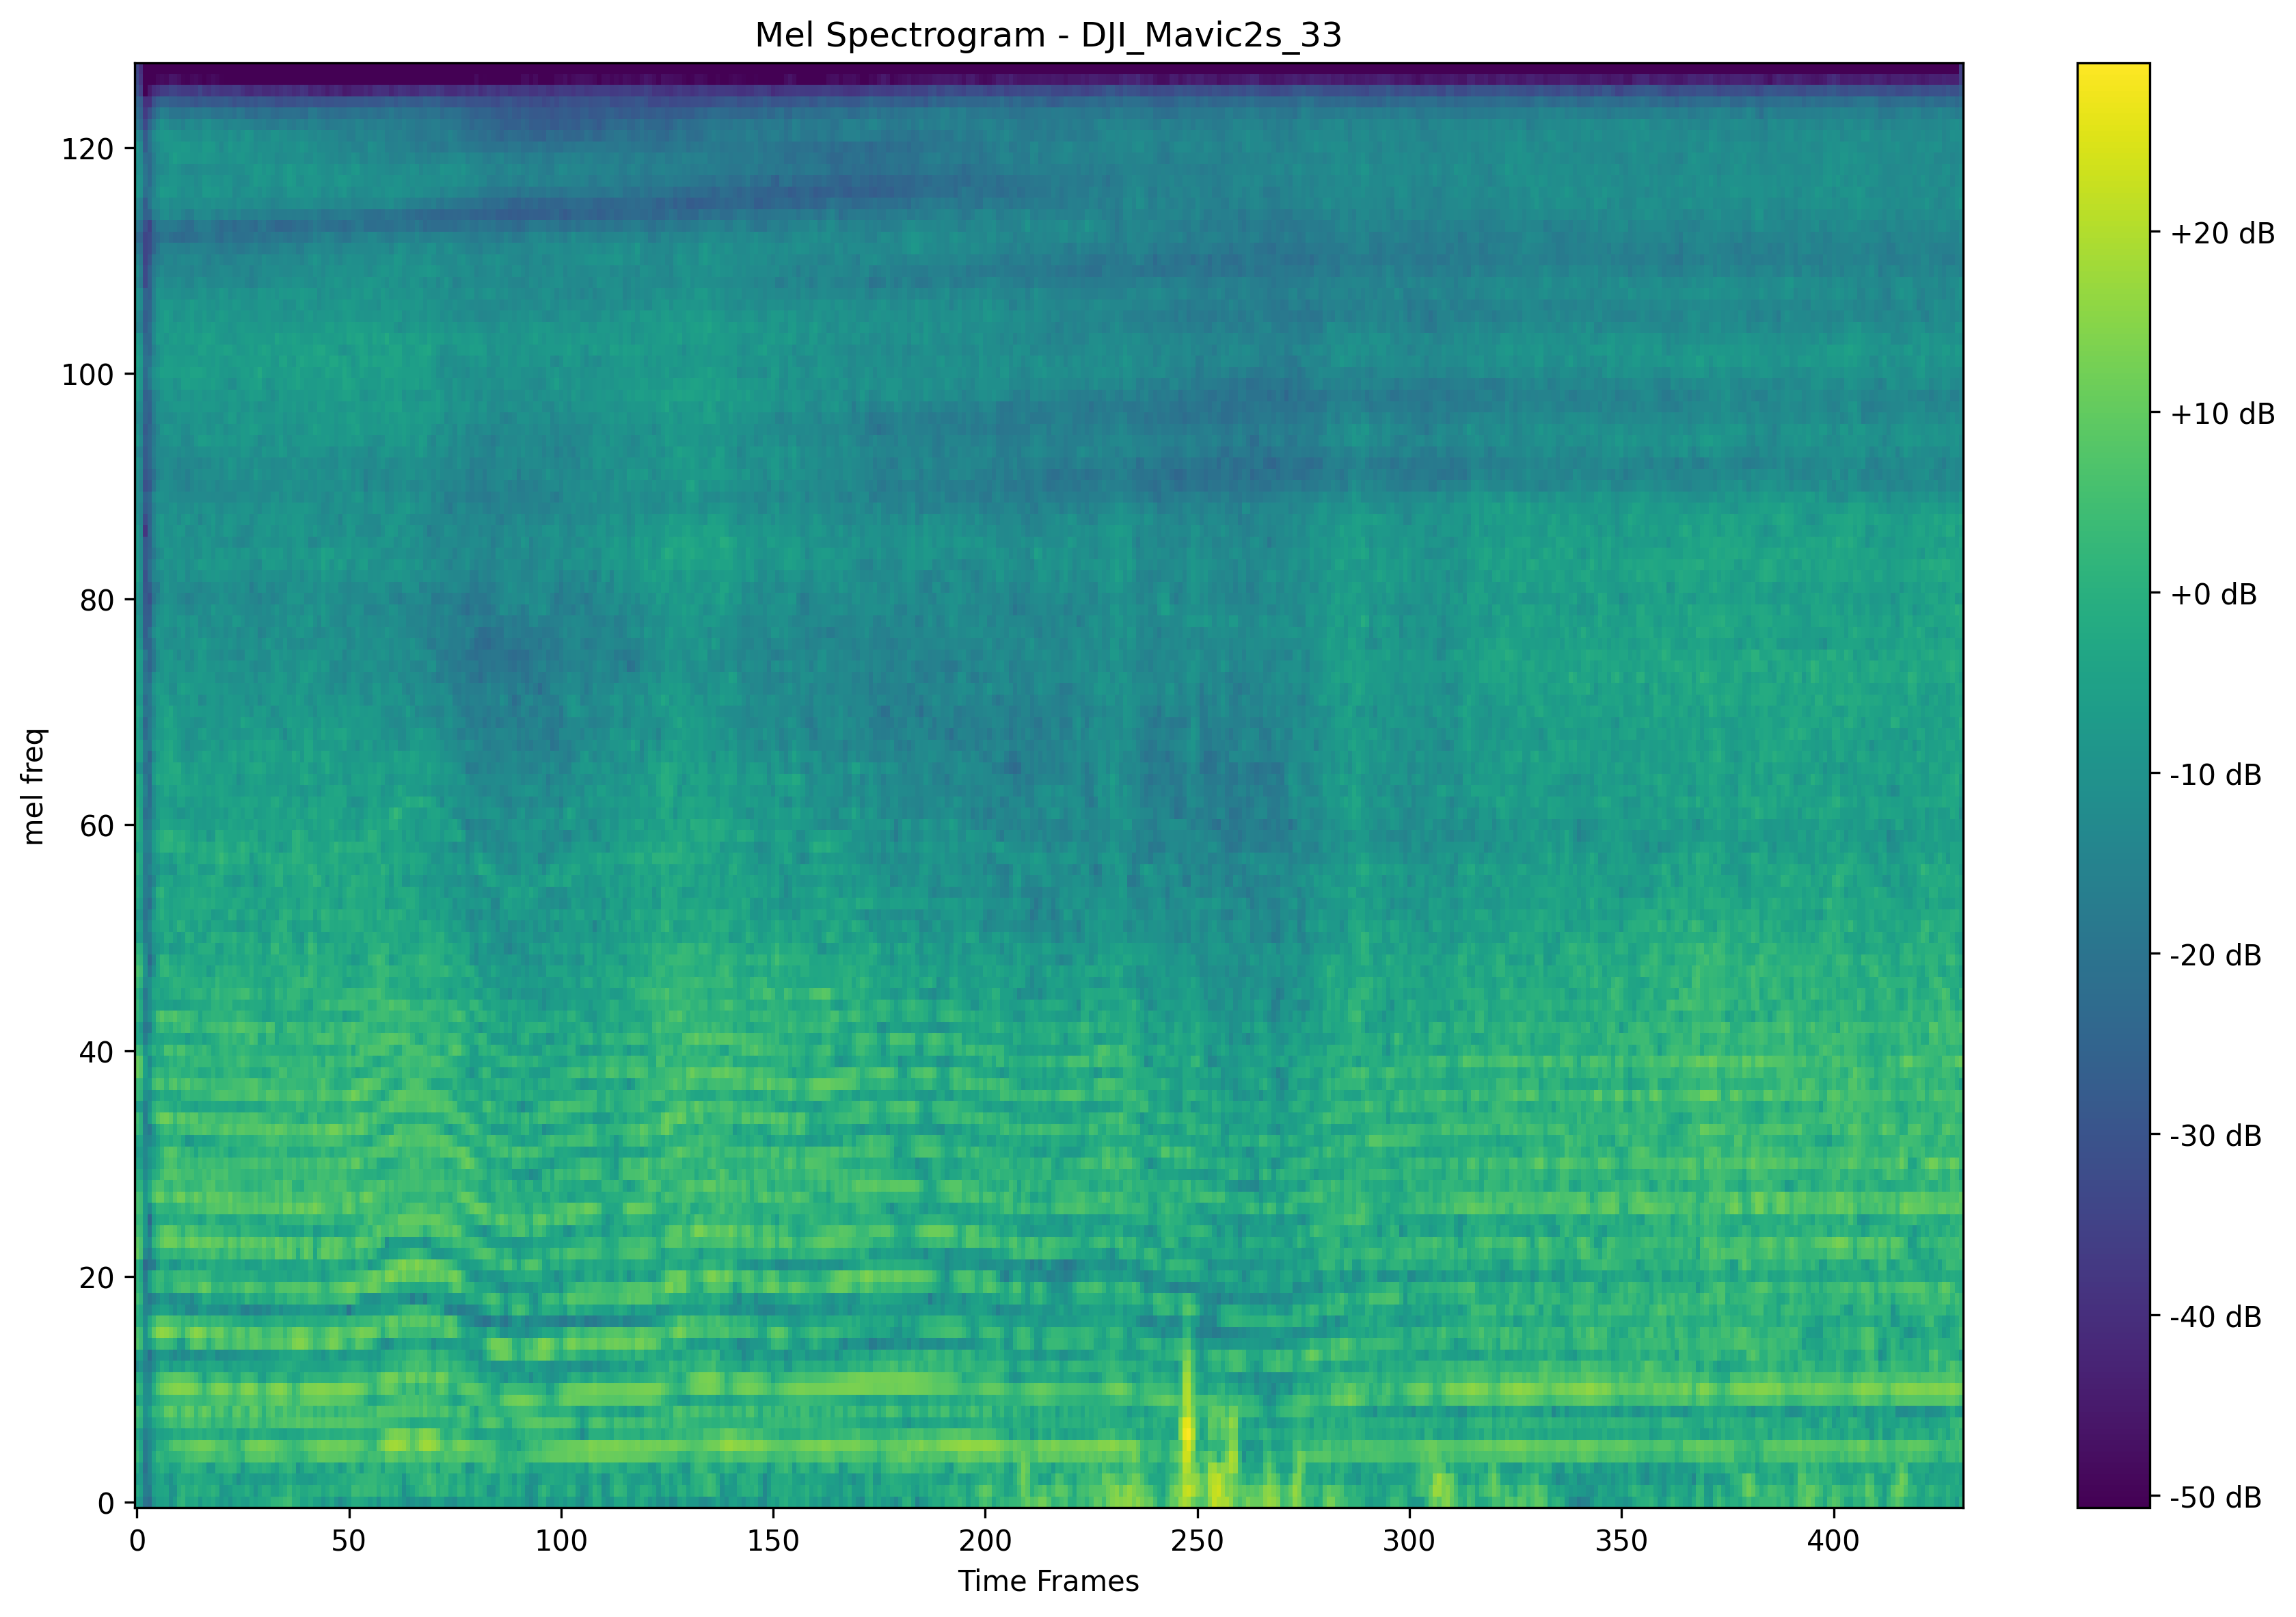 Mel Spectrogram - DJI_Mavic2s_33
mel freq
120
100
80
60
40
20
0
0 50 100 150 200 250 300 350 400
Time Frames
+20 dB
+10 dB
+0 dB
-10 dB
-20 dB
-30 dB
-40 dB
-50 dB